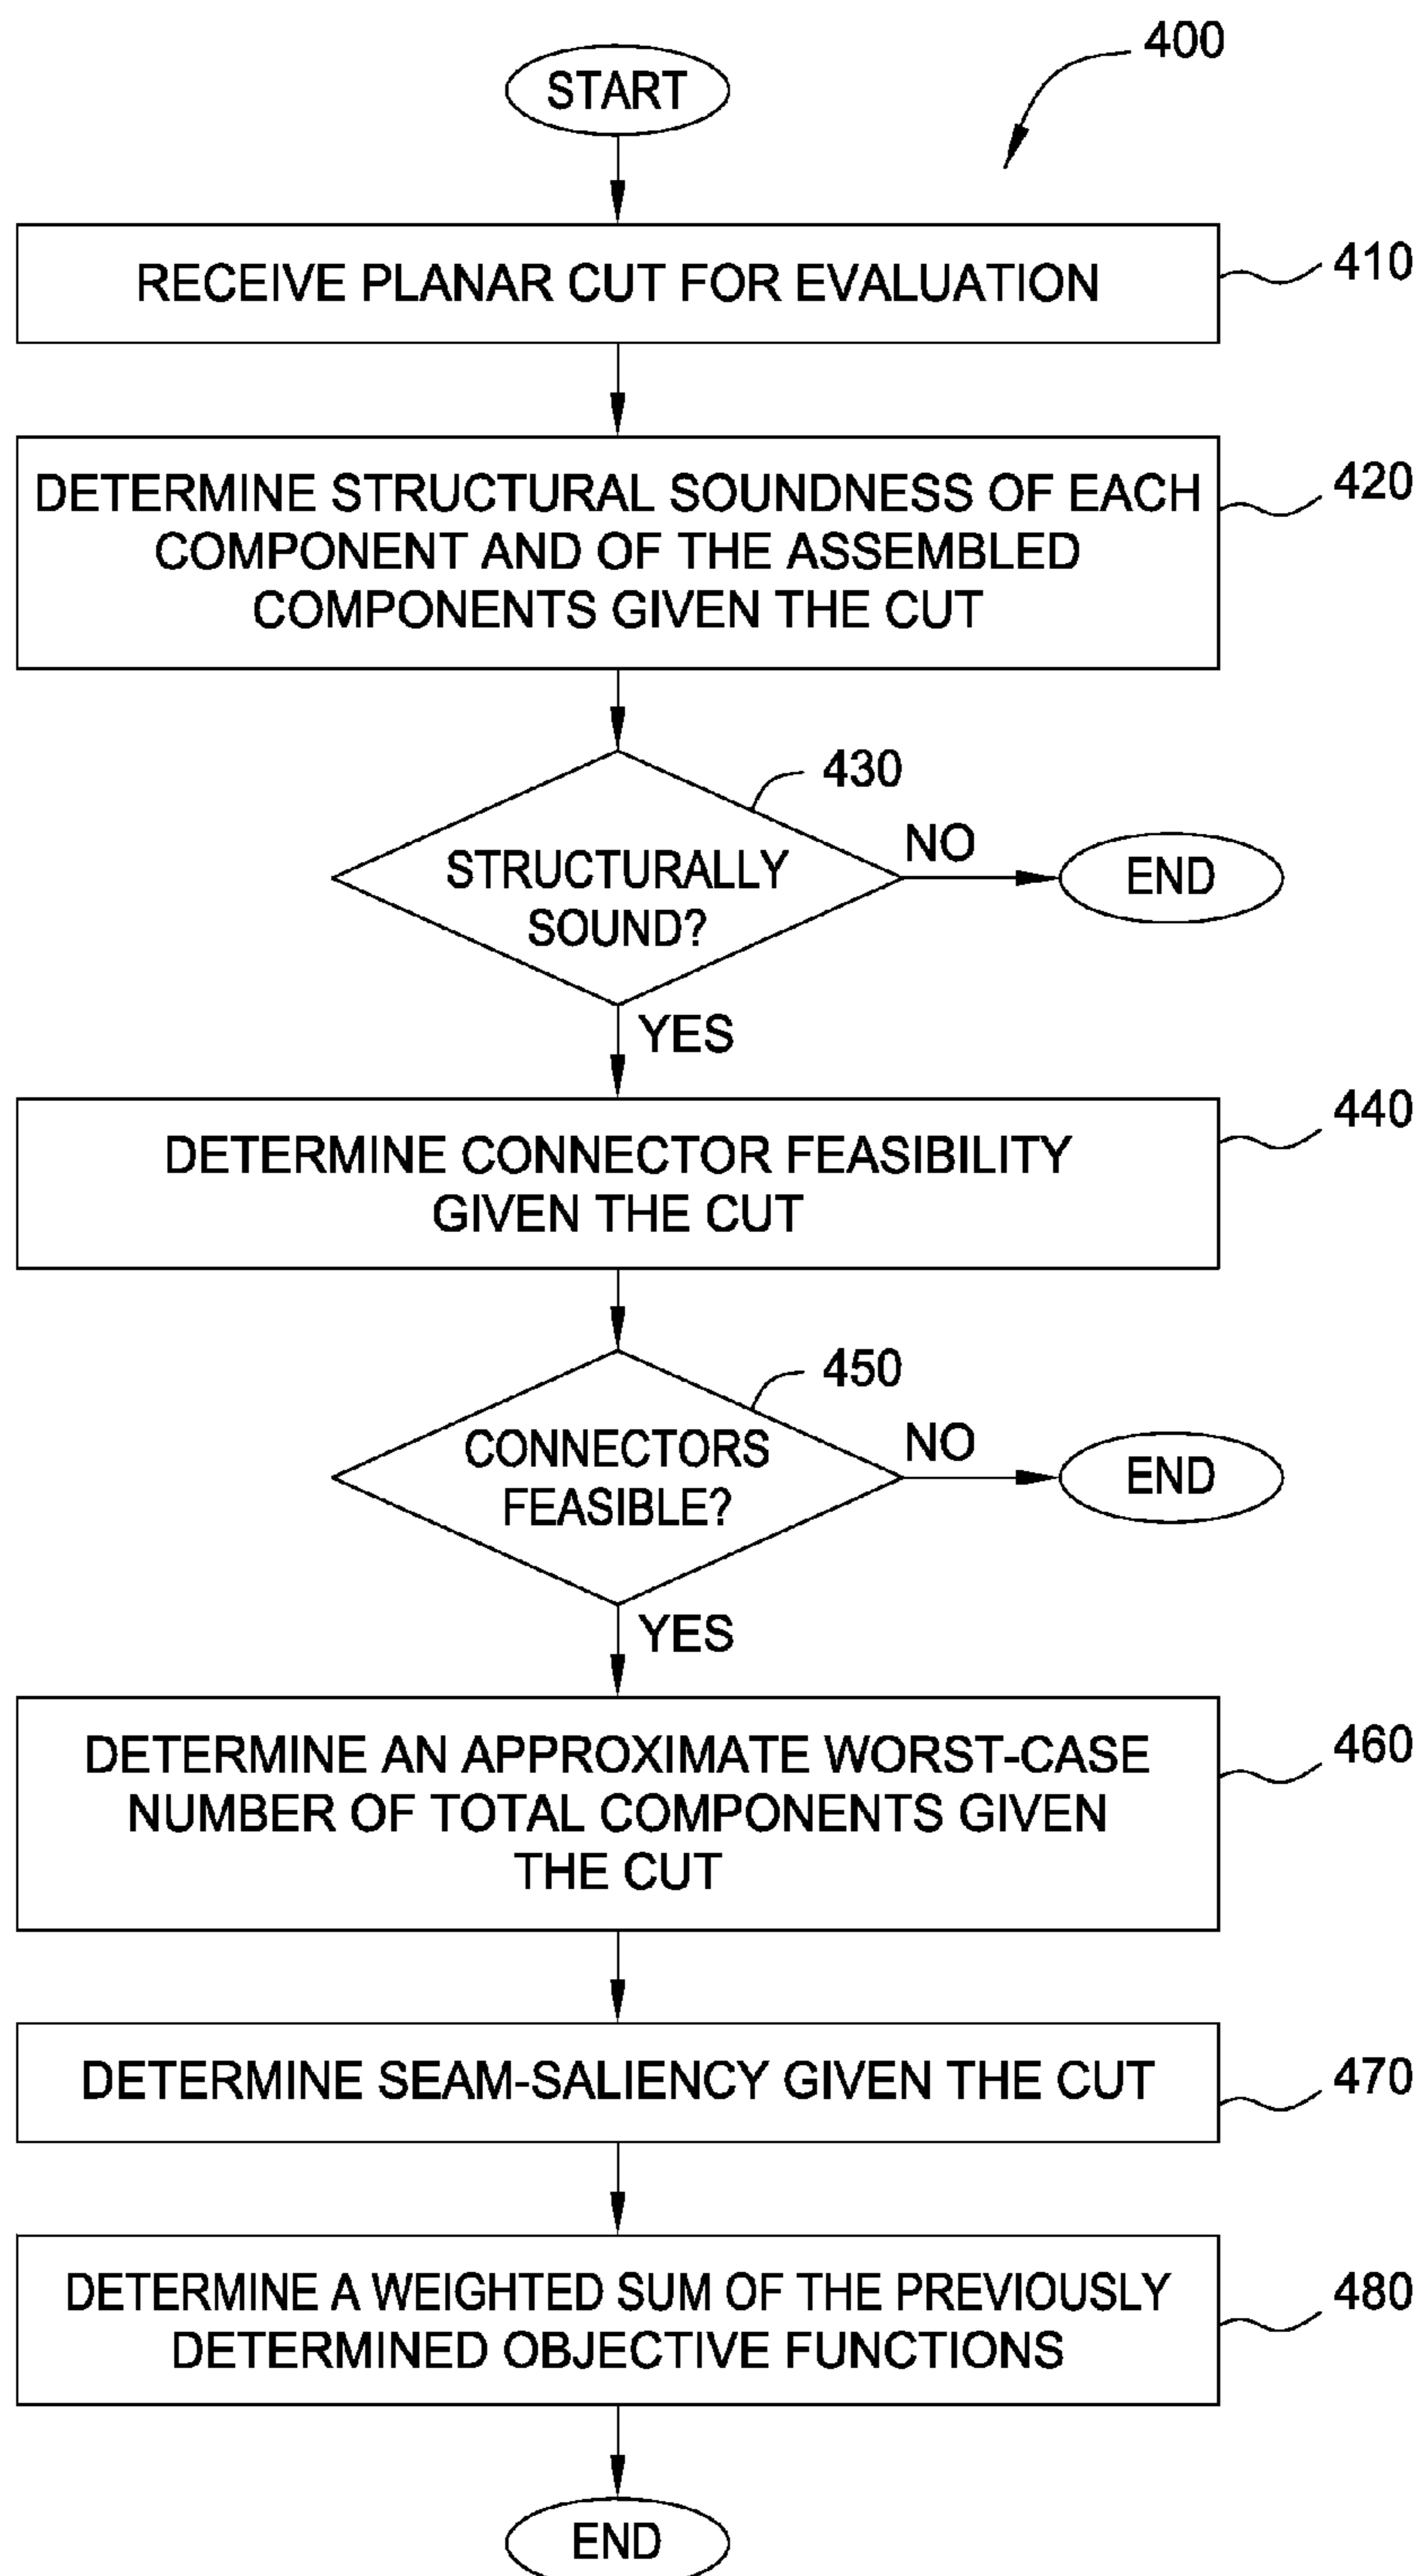 400
START
RECEIVE PLANAR CUT FOR EVALUATION
410
DETERMINE STRUCTURAL SOUNDNESS OF EACH
COMPONENT AND OF THE ASSEMBLED
COMPONENTS GIVEN THE CUT
420
430
STRUCTURALLY
SOUND?
NO
END
YES
DETERMINE CONNECTOR FEASIBILITY
GIVEN THE CUT
440
450
CONNECTORS
FEASIBLE?
NO
END
YES
DETERMINE AN APPROXIMATE WORST-CASE
NUMBER OF TOTAL COMPONENTS GIVEN
THE CUT
460
DETERMINE SEAM-SALIENCY GIVEN THE CUT
470
DETERMINE A WEIGHTED SUM OF THE PREVIOUSLY
DETERMINED OBJECTIVE FUNCTIONS
480
END